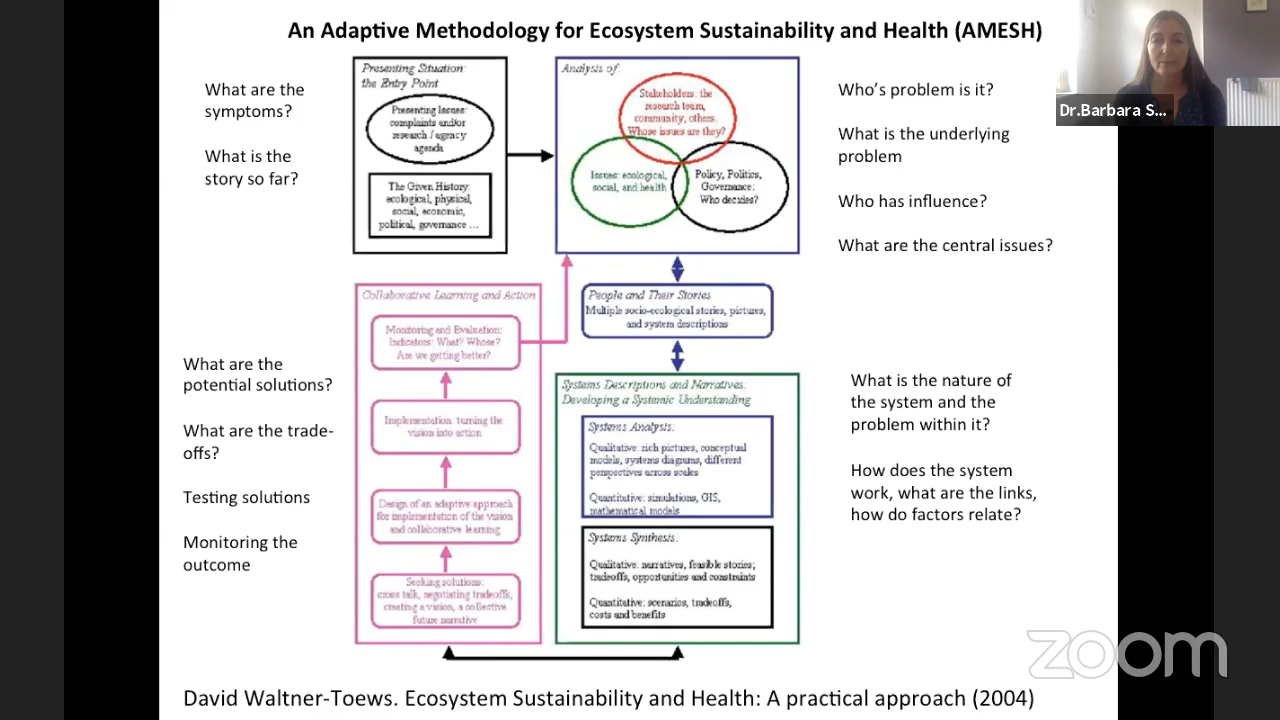 An Adaptive Methodology for Ecosystem Sustainability and Health (AMESH)
What are the
symptoms?
What is the
story so far?
Presenting Situation:
the Entry Point
Presenting Issues:
complaints and/or
research / agency
agenda
The Given History:
ecological, physical,
social, economic,
political, governance ...
Analysis of:
Stakeholders: the
research team,
community, others.
Whose issues are they?
Issues: ecological,
social, and health
Policy, Politics,
Governance:
Who decides?
Who's problem is it?
What is the underlying
problem
Who has influence?
What are the central issues?
Dr.Barbara S...
People and Their Stories
Multiple socio-ecological stories, pictures,
and system descriptions
Collaborative Learning and Action
Monitoring and Evaluation:
Indicators: What? Whose?
Are we getting better?
Implementation: turning the
vision into action
Design of an adaptive approach
for implementation of the vision
and collaborative learning
Seeking solutions:
cross talk, negotiating tradeoffs,
creating a vision, a collective
future narrative
What are the
potential solutions?
What are the trade-
offs?
Testing solutions
Monitoring the
outcome
Systems Descriptions and Narratives:
Developing a Systemic Understanding
Systems Analysis:
Qualitative: rich pictures, conceptual
models, systems diagrams, different
perspectives across scales
Quantitative: simulations, GIS,
mathematical models
Systems Synthesis:
Qualitative: narratives, feasible stories;
tradeoffs, opportunities and constraints
Quantitative: scenarios, tradeoffs,
costs and benefits
What is the nature of
the system and the
problem within it?
How does the system
work, what are the links,
how do factors relate?
zoom
David Waltner-Toews. Ecosystem Sustainability and Health: A practical approach (2004)